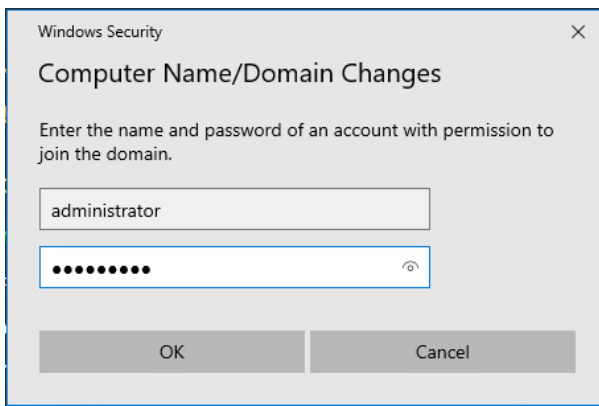 Windows Security
Computer Name/Domain Changes
Enter the name and password of an account with permission to
join the domain.
administrator
●●●●●●●●●
OK
Cancel